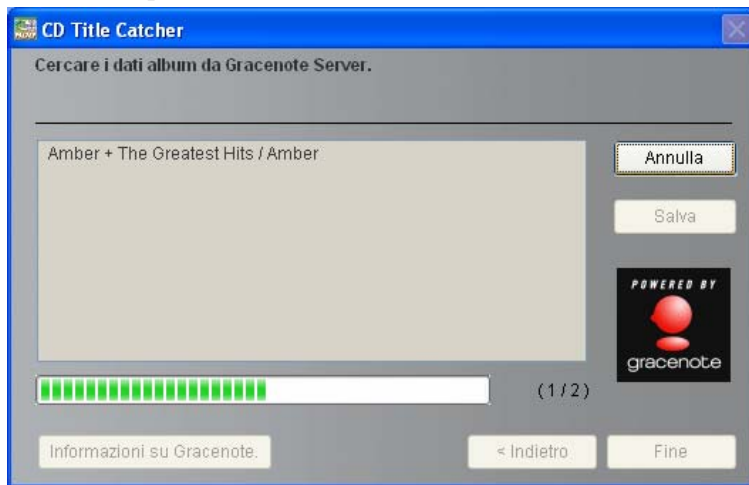 CD Title Catcher
Cercare i dati album da Gracenote Server.
Amber + The Greatest Hits / Amber
Annulla
Salva
POWERED BY
gracenote
(1/2)
Informazioni su Gracenote.
< Indietro
Fine